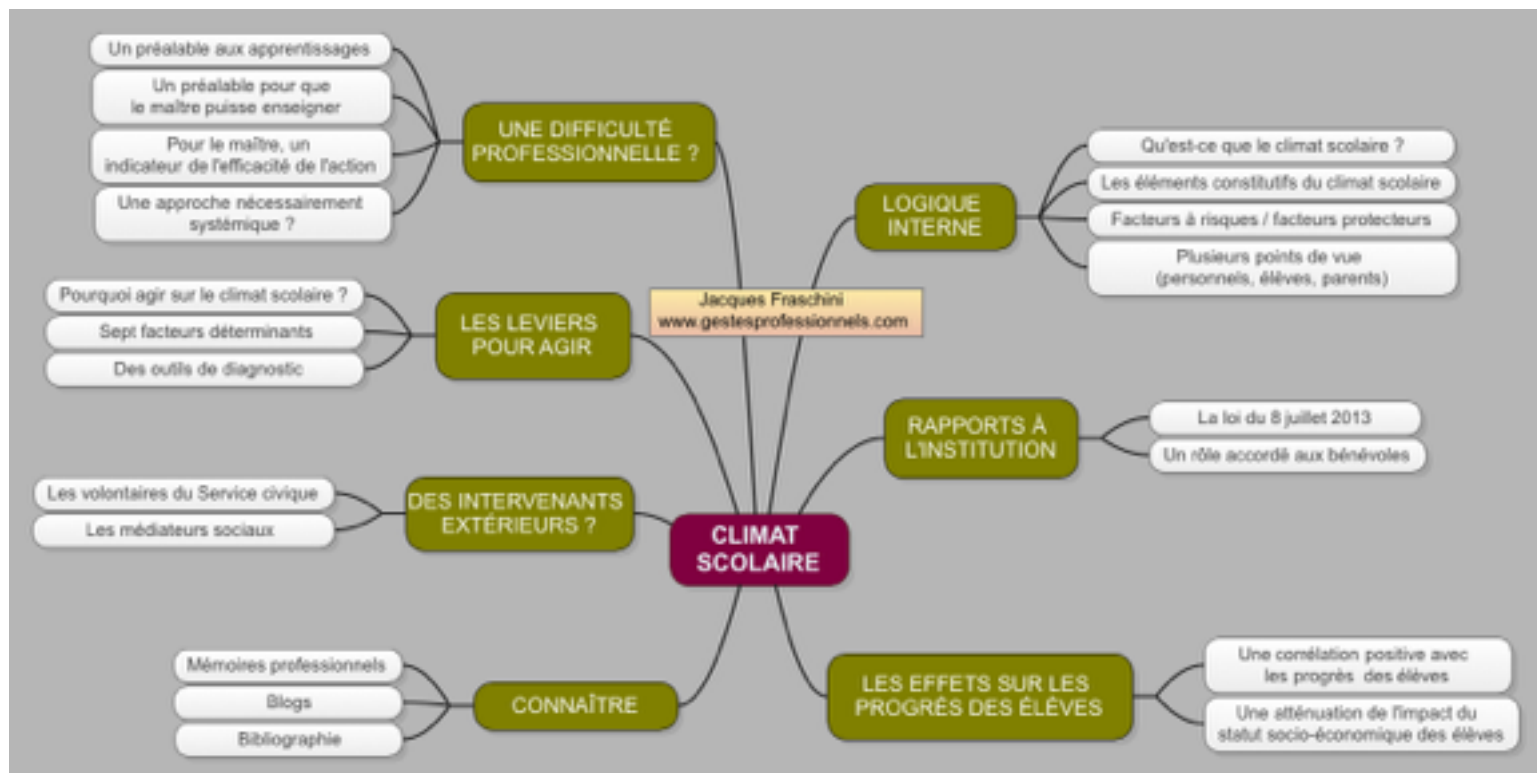 Un préalable aux apprentissages
Un préalable pour que
le maître puisse enseigner
Pour le maître, un
indicateur de l'efficacité de l'action
Une approche nécessairement
systémique ?
UNE DIFFICULTÉ
PROFESSIONNELLE ?
Pourquoi agir sur le climat scolaire ?
Sept facteurs déterminants
Des outils de diagnostic
LES LEVIERS
POUR AGIR
Les volontaires du Service civique
Les médiateurs sociaux
DES INTERVENANTS
EXTÉRIEURS ?
Mémoires professionnels
Blogs
Bibliographie
CONNAÎTRE
Jacques Fraschini
www.gestesprofessionnels.com
CLIMAT
SCOLAIRE
LOGIQUE
INTERNE
Qu'est-ce que le climat scolaire ?
Les éléments constitutifs du climat scolaire
Facteurs à risques / facteurs protecteurs
Plusieurs points de vue
(personnels, élèves, parents)
RAPPORTS À
L'INSTITUTION
La loi du 8 juillet 2013
Un rôle accordé aux bénévoles
LES EFFETS SUR LES
PROGRÈS DES ÉLÈVES
Une corrélation positive avec
les progrès des élèves
Une atténuation de l'impact du
statut socio-économique des élèves